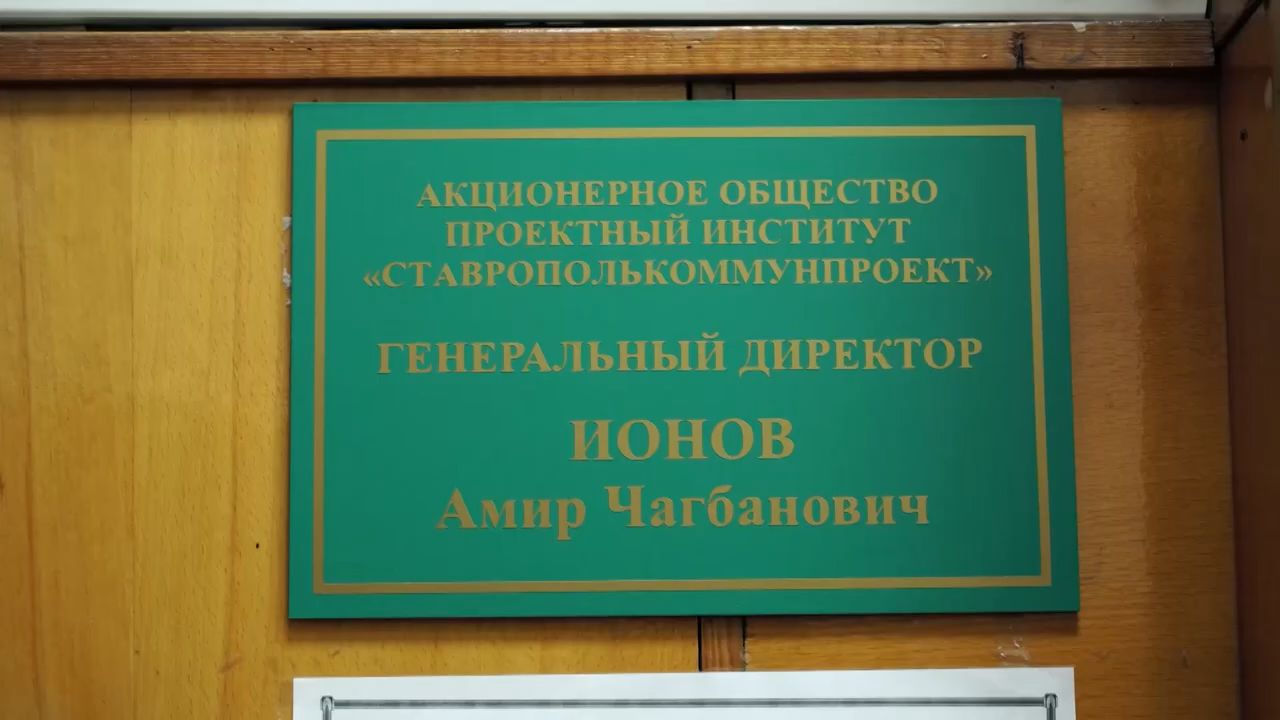 АКЦИОНЕРНОЕ ОБЩЕСТВО
ПРОЕКТНЫЙ ИНСТИТУТ
«СТАВРОПОЛЬКОММУНПРОЕКТ»
ГЕНЕРАЛЬНЫЙ ДИРЕКТОР
ИОНОВ
Амир Чагбанович